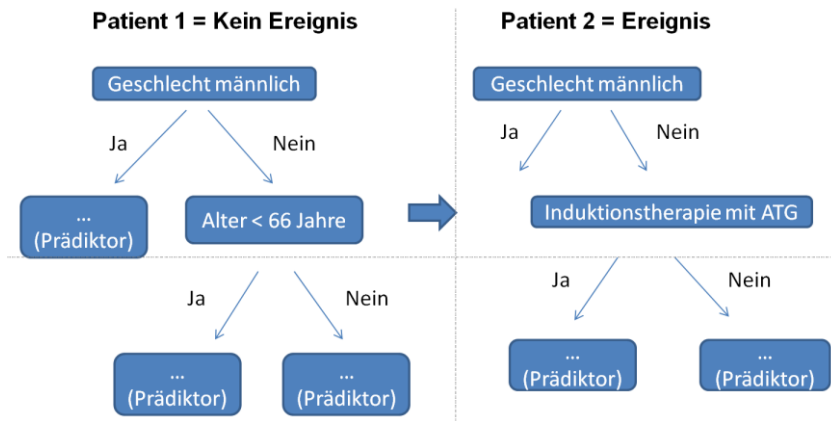 Patient 1 = Kein Ereignis
Geschlecht männlich
Ja
Nein
...
(Prädiktor)
Alter < 66 Jahre
Ja
Nein
...
(Prädiktor)
...
(Prädiktor)
Patient 2 = Ereignis
Geschlecht männlich
Ja
Nein
Induktionstherapie mit ATG
Ja
Nein
...
(Prädiktor)
...
(Prädiktor)